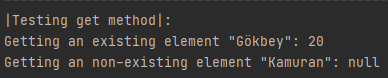 |Testing get method|:
Getting an existing element "Gökbey": 20
Getting an non-existing element "Kamuran": null